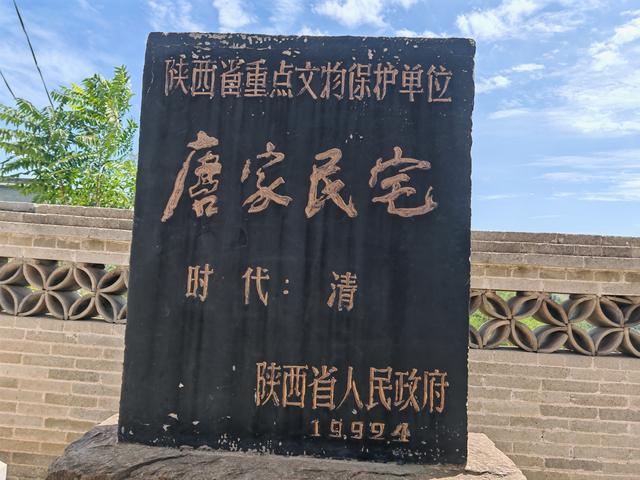 陕西省重点文物保护单位
唐家民宅
时代：清
陕西省人民政府
1992 4